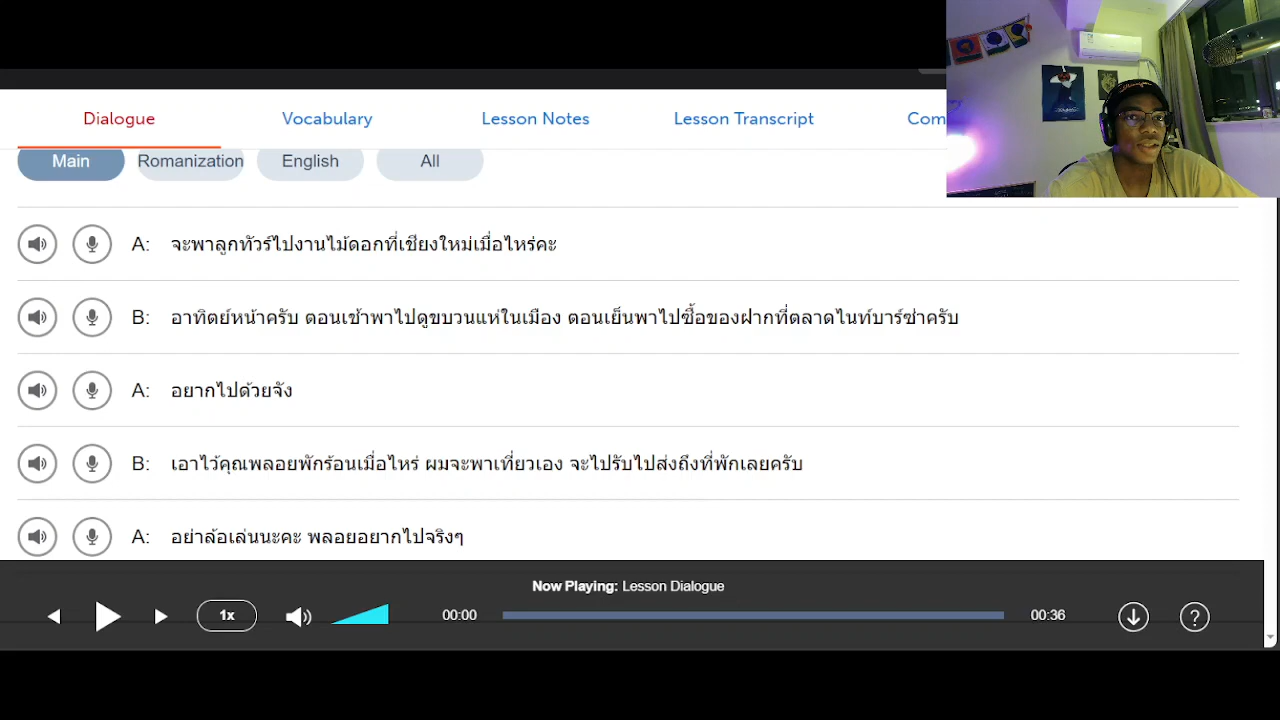 Dialogue Vocabulary Lesson Notes Lesson Transcript Com
Main Romanization English All
A: จะพาลูกทัวร์ไปงานไม้ดอกที่เชียงใหม่เมื่อไหร่คะ
B: อาทิตย์หน้าครับ ตอนเช้าพาไปดูขบวนแห่ในเมือง ตอนเย็นพาไปซื้อของฝากที่ตลาดไนท์บาร์ซ่าครับ
A: อยากไปด้วยจัง
B: เอาไว้คุณพลอยพักร้อนเมื่อไหร่ ผมจะพาเที่ยวเอง จะไปรับไปส่งถึงที่พักเลยครับ
A: อย่าล้อเล่นนะคะ พลอยอยากไปจริงๆ
Now Playing: Lesson Dialogue
1x 00:00 00:36 ?